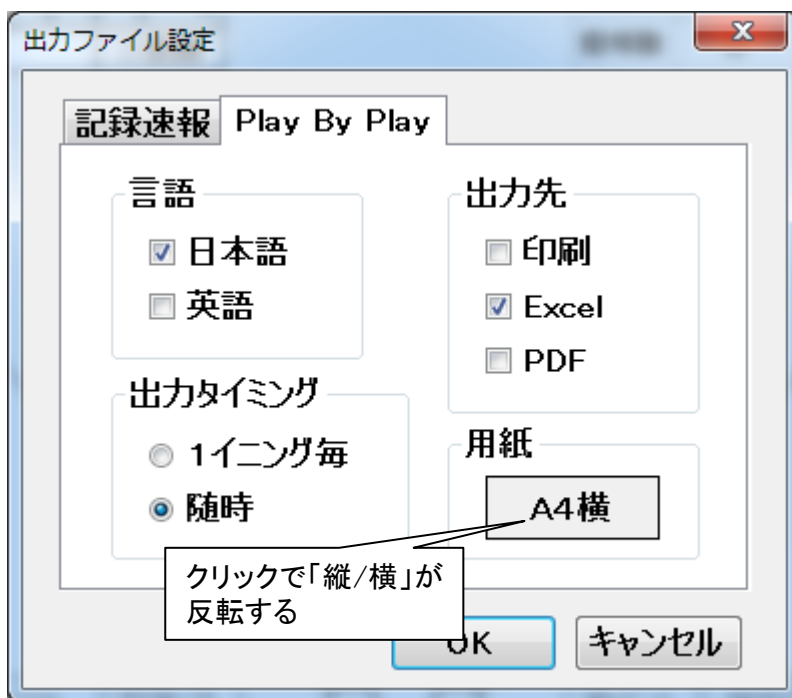 出力ファイル設定
記録速報 Play By Play
言語
日本語
英語
出力先
印刷
Excel
PDF
出力タイミング
1イニング毎
随時
用紙
A4横
クリックで「縦/横」が
反転する
OK キャンセル